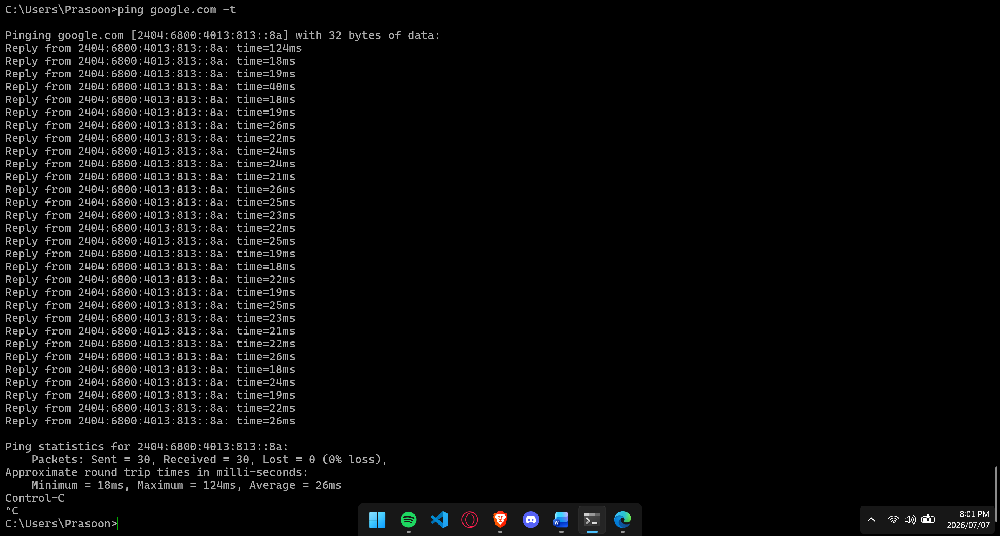 C:\Users\Prasoon>ping google.com -t
Pinging google.com [2404:6800:4013:813::8a] with 32 bytes of data:
Reply from 2404:6800:4013:813::8a: time=124ms
Reply from 2404:6800:4013:813::8a: time=18ms
Reply from 2404:6800:4013:813::8a: time=19ms
Reply from 2404:6800:4013:813::8a: time=40ms
Reply from 2404:6800:4013:813::8a: time=18ms
Reply from 2404:6800:4013:813::8a: time=19ms
Reply from 2404:6800:4013:813::8a: time=26ms
Reply from 2404:6800:4013:813::8a: time=22ms
Reply from 2404:6800:4013:813::8a: time=24ms
Reply from 2404:6800:4013:813::8a: time=24ms
Reply from 2404:6800:4013:813::8a: time=21ms
Reply from 2404:6800:4013:813::8a: time=26ms
Reply from 2404:6800:4013:813::8a: time=25ms
Reply from 2404:6800:4013:813::8a: time=23ms
Reply from 2404:6800:4013:813::8a: time=22ms
Reply from 2404:6800:4013:813::8a: time=25ms
Reply from 2404:6800:4013:813::8a: time=19ms
Reply from 2404:6800:4013:813::8a: time=18ms
Reply from 2404:6800:4013:813::8a: time=22ms
Reply from 2404:6800:4013:813::8a: time=19ms
Reply from 2404:6800:4013:813::8a: time=25ms
Reply from 2404:6800:4013:813::8a: time=23ms
Reply from 2404:6800:4013:813::8a: time=21ms
Reply from 2404:6800:4013:813::8a: time=22ms
Reply from 2404:6800:4013:813::8a: time=26ms
Reply from 2404:6800:4013:813::8a: time=18ms
Reply from 2404:6800:4013:813::8a: time=24ms
Reply from 2404:6800:4013:813::8a: time=19ms
Reply from 2404:6800:4013:813::8a: time=22ms
Reply from 2404:6800:4013:813::8a: time=26ms
Ping statistics for 2404:6800:4013:813::8a:
Packets: Sent = 30, Received = 30, Lost = 0 (0% loss),
Approximate round trip times in milli-seconds:
Minimum = 18ms, Maximum = 124ms, Average = 26ms
Control-C
^C
C:\Users\Prasoon>
W
8:01 PM
2026/07/07